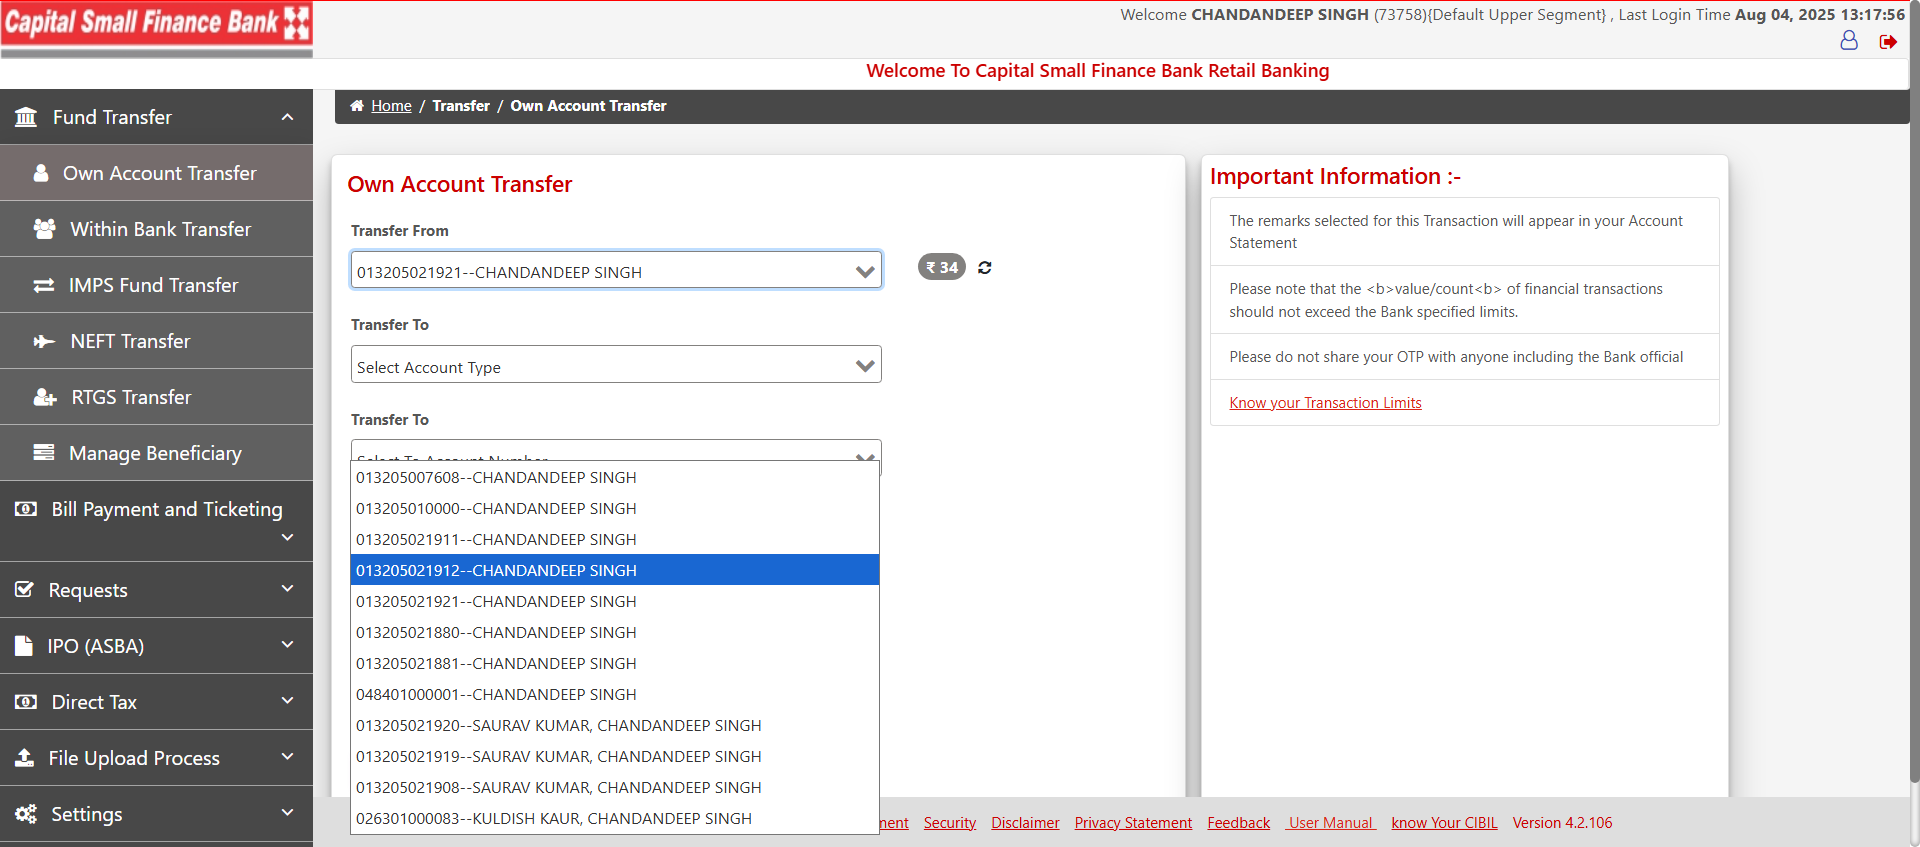 Capital Small Finance Bank
Welcome CHANDANDEEP SINGH (73758){Default Upper Segment} , Last Login Time Aug 04, 2025 13:17:56
Welcome To Capital Small Finance Bank Retail Banking
Fund Transfer
Own Account Transfer
Within Bank Transfer
IMPS Fund Transfer
NEFT Transfer
RTGS Transfer
Manage Beneficiary
Bill Payment and Ticketing
Requests
IPO (ASBA)
Direct Tax
File Upload Process
Settings
Home / Transfer / Own Account Transfer
Own Account Transfer
Transfer From
013205021921--CHANDANDEEP SINGH
₹ 34
Transfer To
Select Account Type
Transfer To
Select To Account Number
013205007608--CHANDANDEEP SINGH
013205010000--CHANDANDEEP SINGH
013205021911--CHANDANDEEP SINGH
013205021912--CHANDANDEEP SINGH
013205021921--CHANDANDEEP SINGH
013205021880--CHANDANDEEP SINGH
013205021881--CHANDANDEEP SINGH
048401000001--CHANDANDEEP SINGH
013205021920--SAURAV KUMAR, CHANDANDEEP SINGH
013205021919--SAURAV KUMAR, CHANDANDEEP SINGH
013205021908--SAURAV KUMAR, CHANDANDEEP SINGH
026301000083--KULDISH KAUR, CHANDANDEEP SINGH
Important Information :-
The remarks selected for this Transaction will appear in your Account
Statement
Please note that the <b>value/count<b> of financial transactions
should not exceed the Bank specified limits.
Please do not share your OTP with anyone including the Bank official
Know your Transaction Limits
Security Disclaimer Privacy Statement Feedback User Manual know Your CIBIL Version 4.2.106